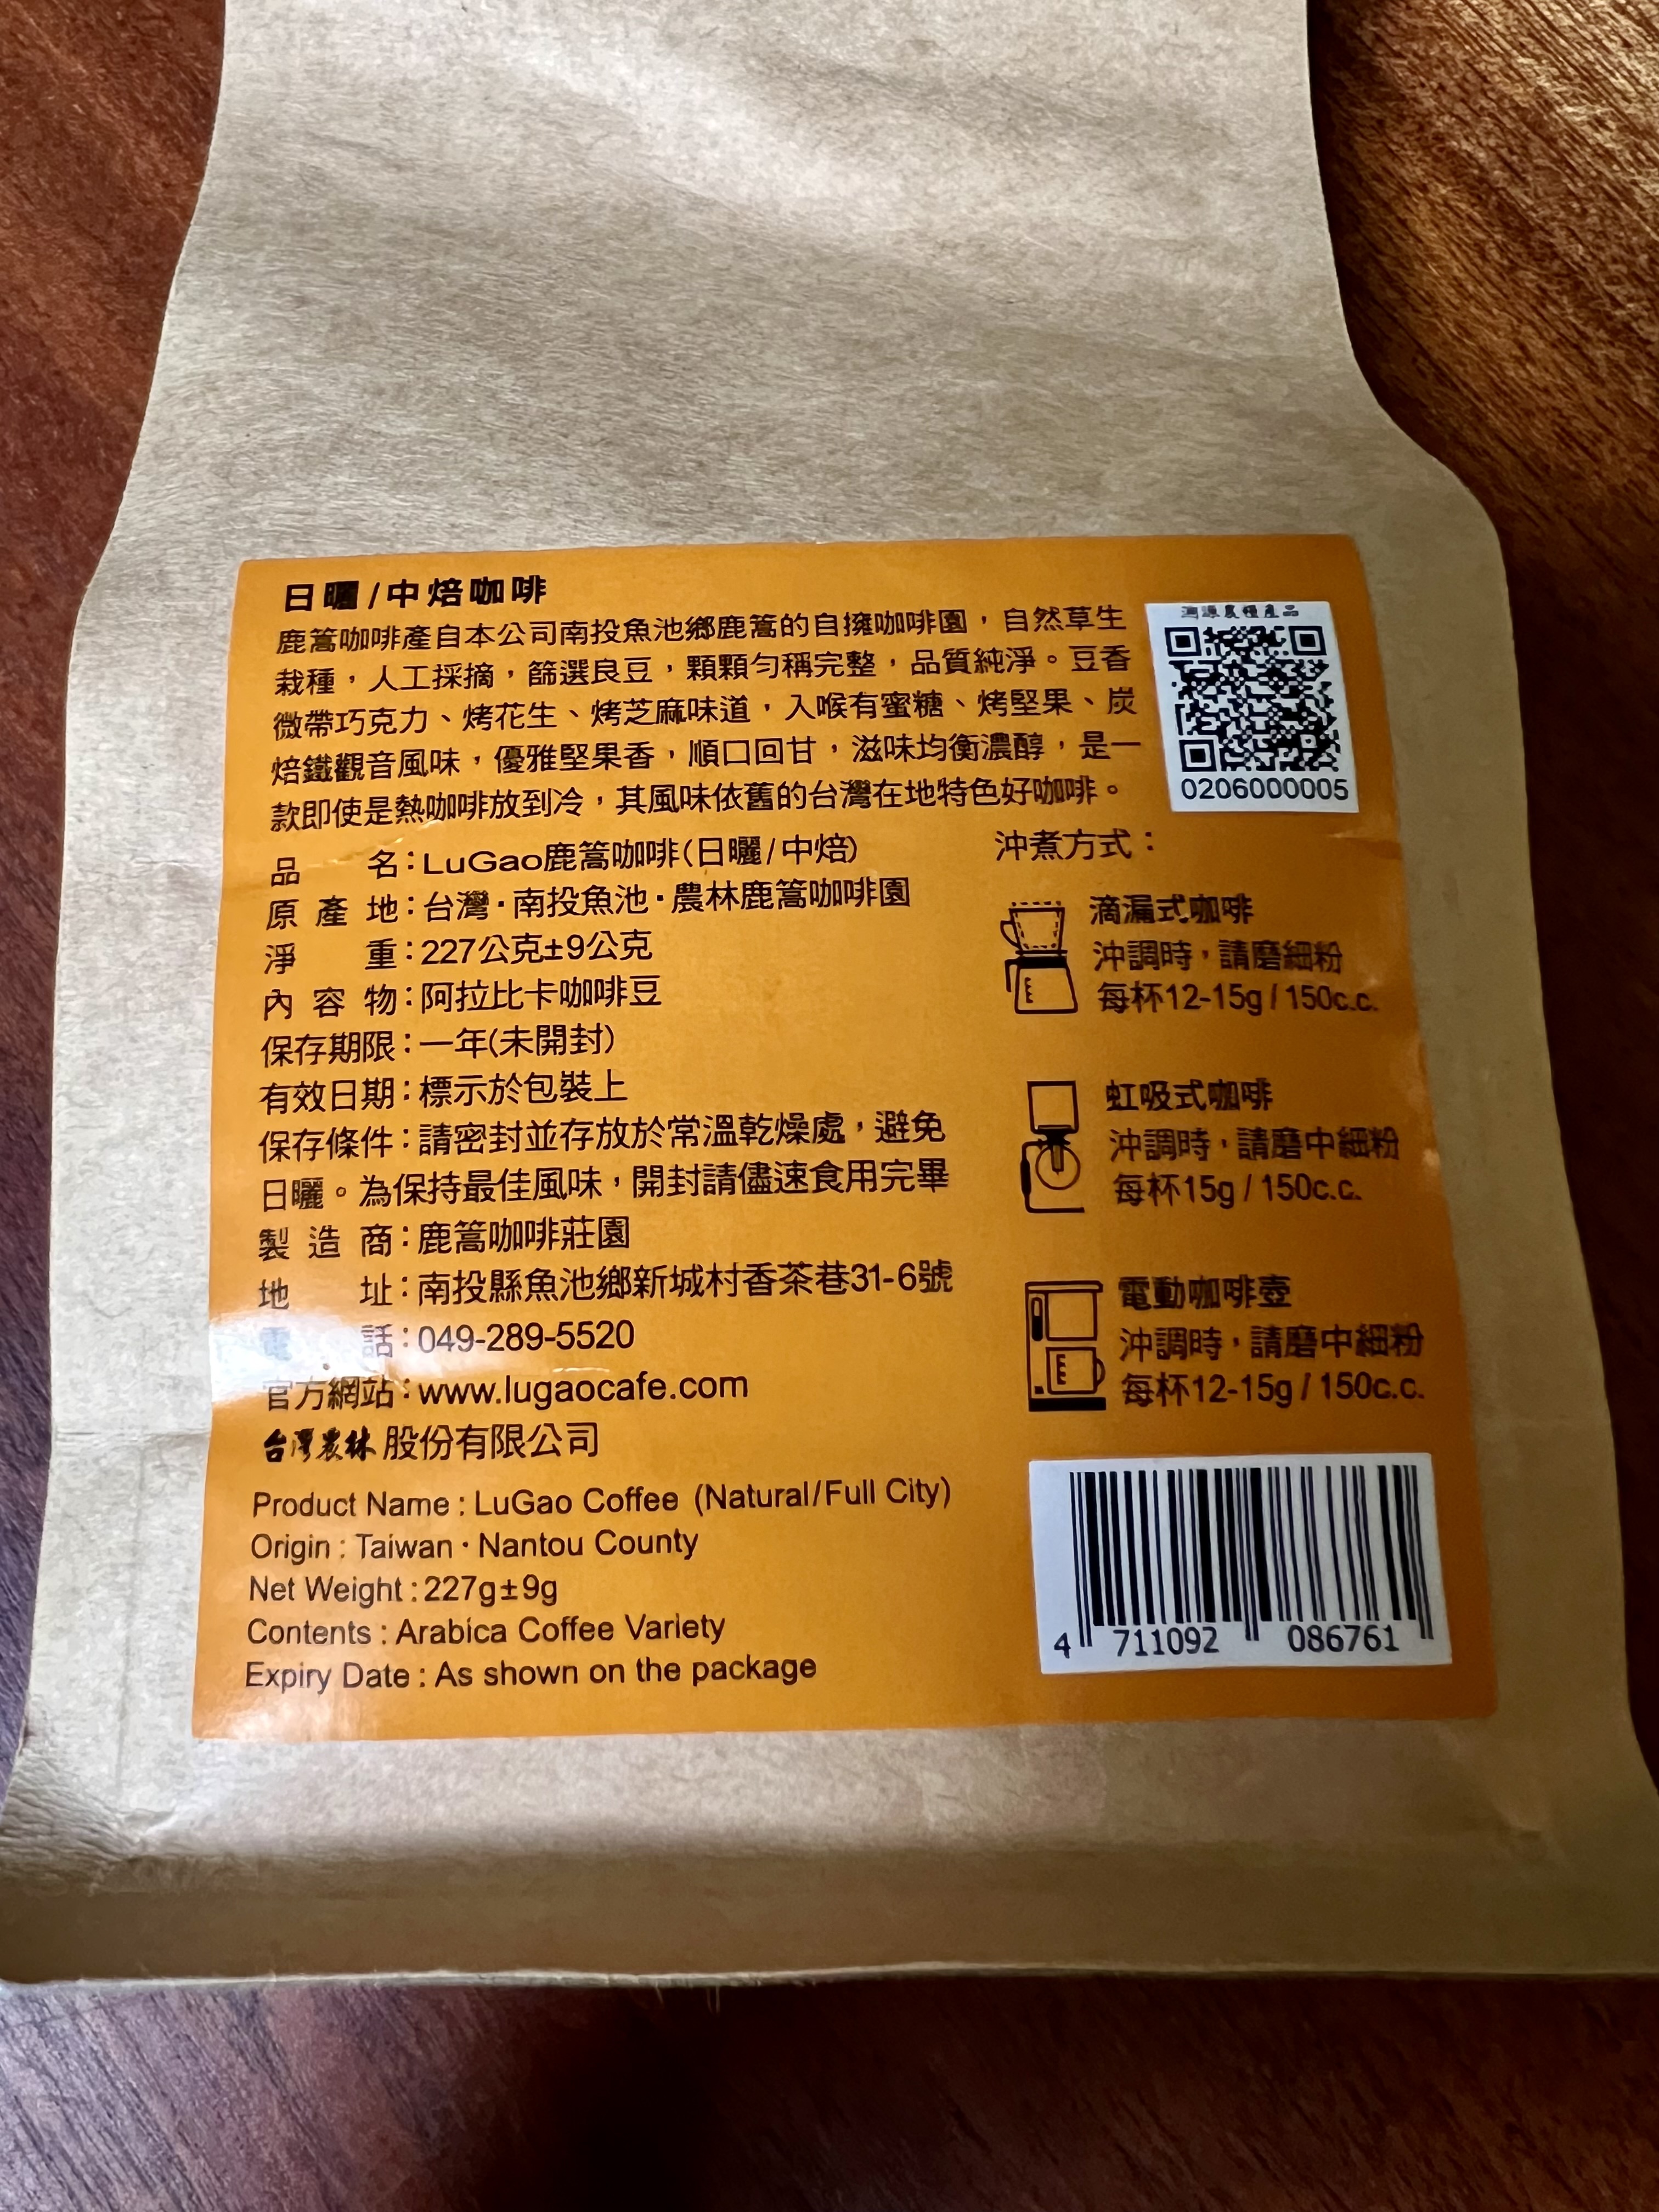 日曬/中焙咖啡
鹿篙咖啡產自本公司南投魚池鄉鹿篙的自擁咖啡園，自然草生
栽種，人工採摘，篩選良豆，顆顆勻稱完整，品質純淨。豆香
微帶巧克力、烤花生、烤芝麻味道，入喉有蜜糖、烤堅果、炭
焙鐵觀音風味，優雅堅果香，順口回甘，滋味均衡濃醇，是一
款即使是熱咖啡放到冷，其風味依舊的台灣在地特色好咖啡。
溯源農糧產品
0206000005
品名：LuGao鹿篙咖啡(日曬/中焙)
原產地：台灣·南投魚池·農林鹿篙咖啡園
淨重：227公克±9公克
內容物：阿拉比卡咖啡豆
保存期限：一年(未開封)
有效日期：標示於包裝上
保存條件：請密封並存放於常溫乾燥處，避免
日曬。為保持最佳風味，開封請儘速食用完畢
製造商：鹿篙咖啡莊園
地址：南投縣魚池鄉新城村香茶巷31-6號
電話：049-289-5520
官方網站：www.lugaocafe.com
台灣農林 股份有限公司
Product Name : LuGao Coffee (Natural/Full City)
Origin : Taiwan · Nantou County
Net Weight : 227g±9g
Contents : Arabica Coffee Variety
Expiry Date : As shown on the package
沖煮方式：
滴漏式咖啡
沖調時，請磨細粉
每杯12-15g / 150c.c.
虹吸式咖啡
沖調時，請磨中細粉
每杯15g / 150c.c.
電動咖啡壺
沖調時，請磨中細粉
每杯12-15g / 150c.c.
4 711092 086761